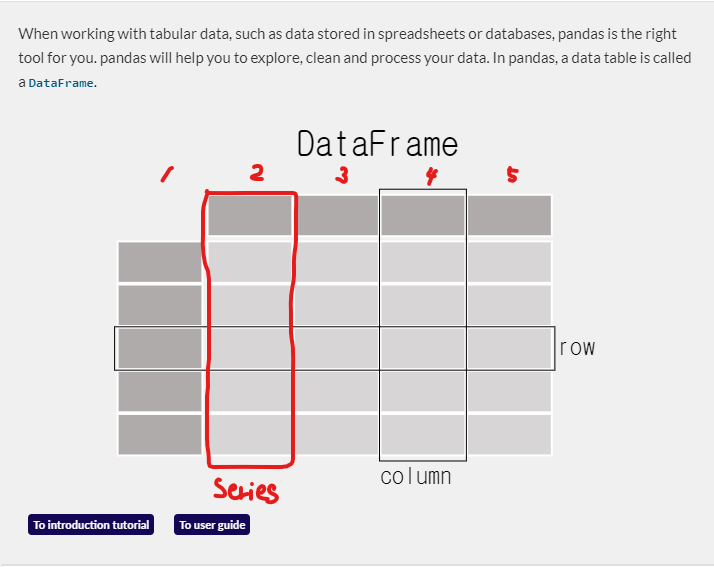 When working with tabular data, such as data stored in spreadsheets or databases, pandas is the right
tool for you. pandas will help you to explore, clean and process your data. In pandas, a data table is called
a DataFrame.
DataFrame
1 2 3 4 5
row
column
Series
To introduction tutorial To user guide